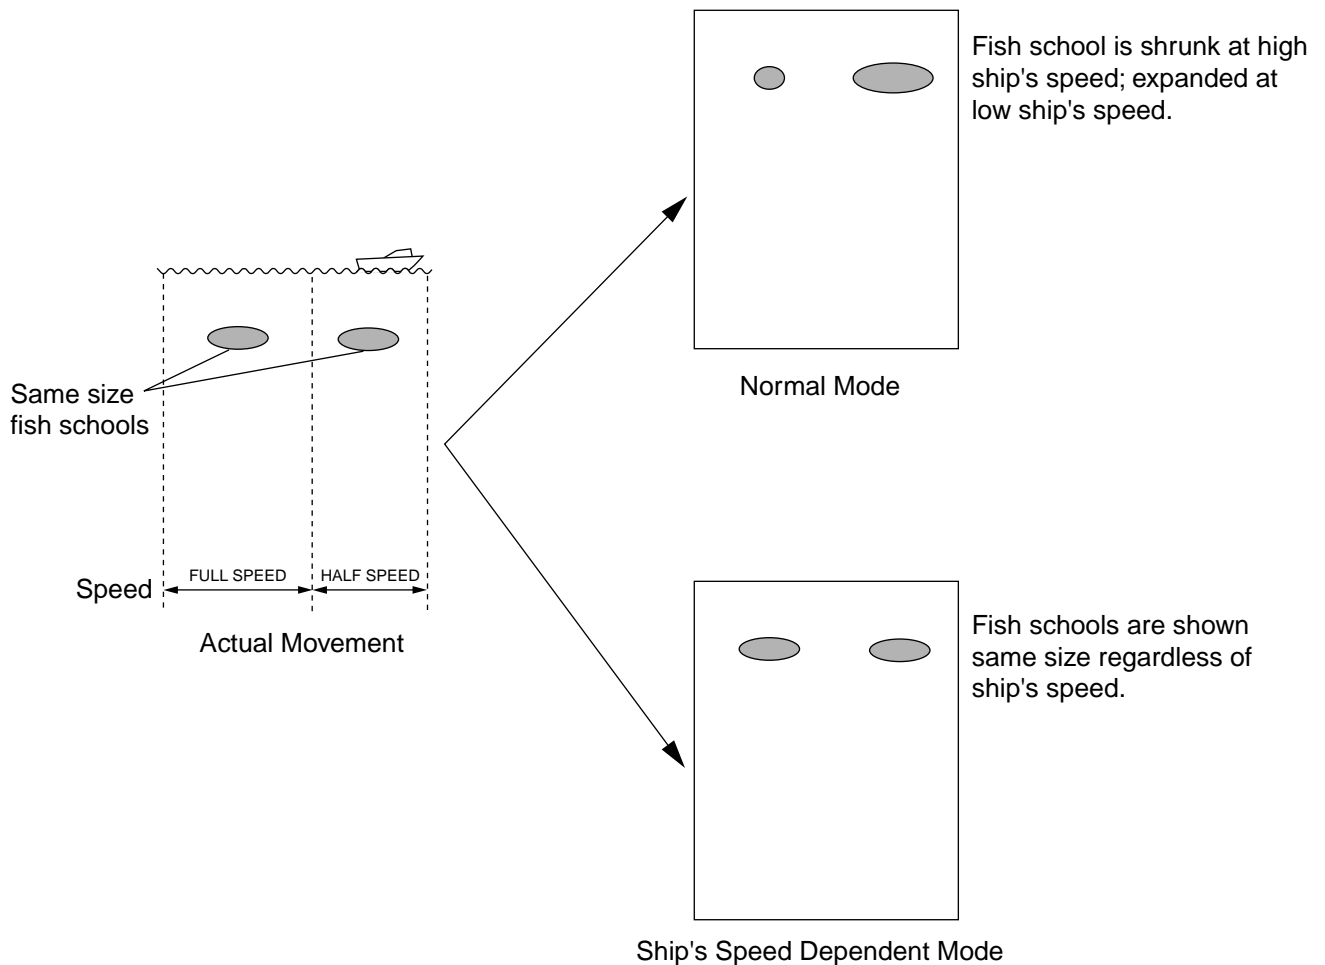 Fish school is shrunk at high
ship's speed; expanded at
low ship's speed.
Normal Mode
Same size
fish schools
Speed
FULL SPEED
HALF SPEED
Actual Movement
Fish schools are shown
same size regardless of
ship's speed.
Ship's Speed Dependent Mode